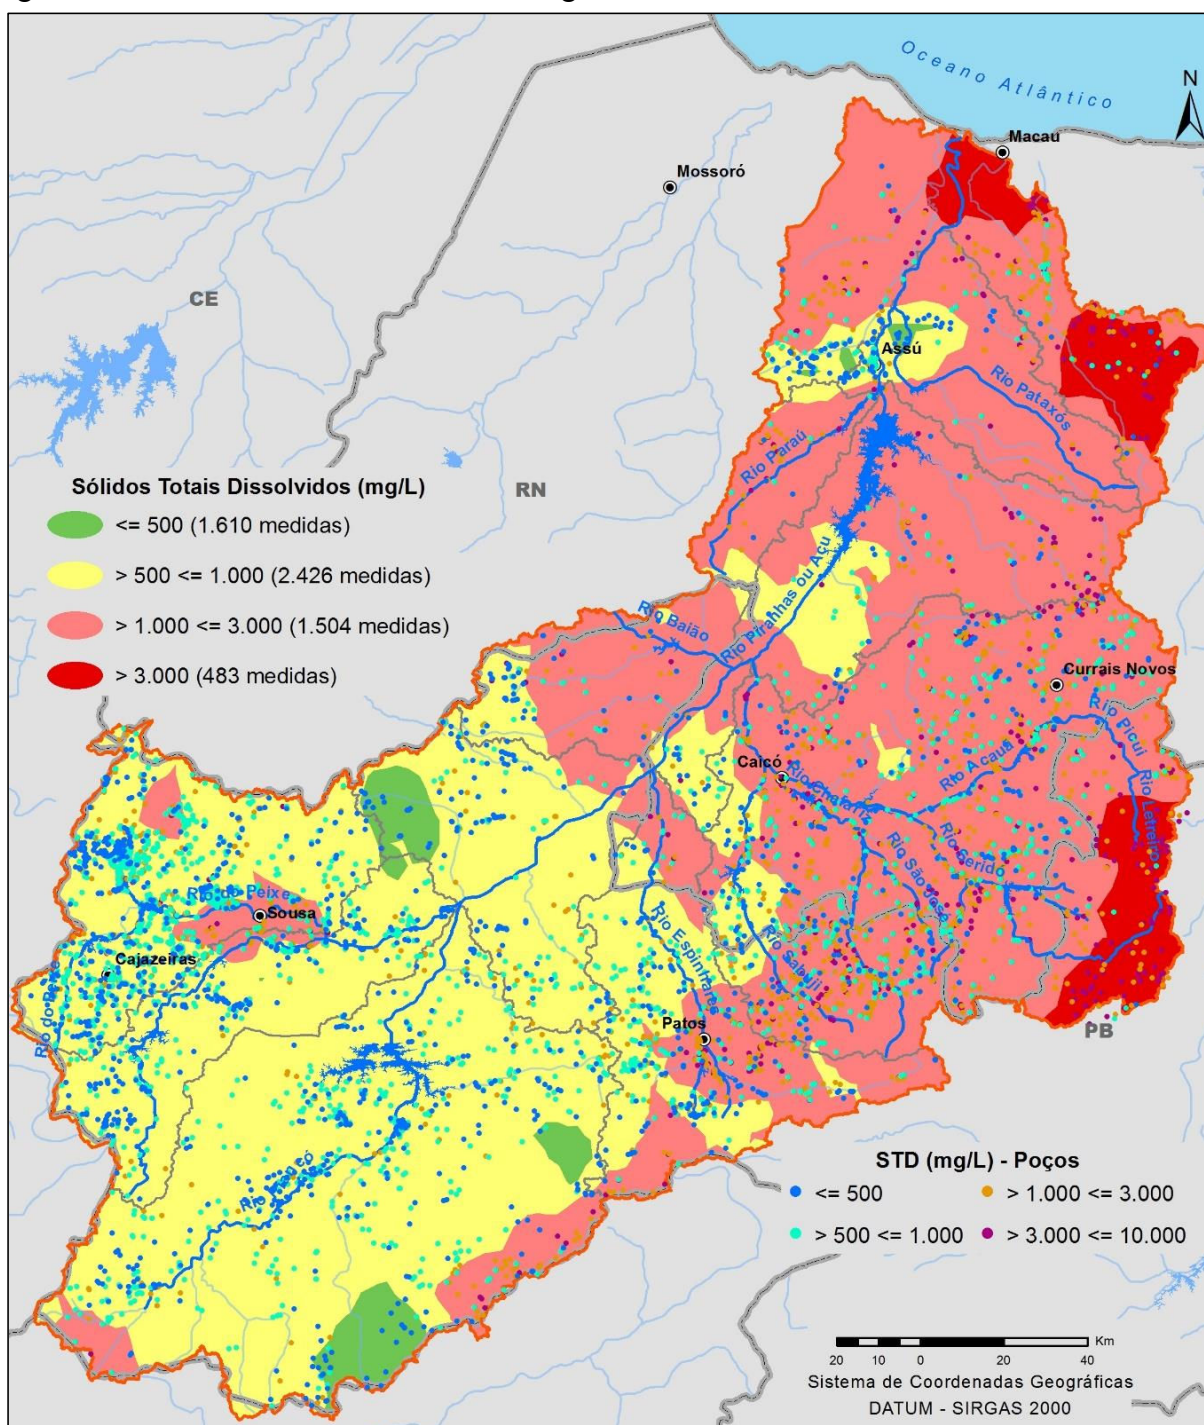 Oceano Atlântico
N
Macau
Mossoró
CE
Assú
Rio Pataxós
Rio Paraú
Sólidos Totais Dissolvidos (mg/L)
<= 500 (1.610 medidas)
> 500 <= 1.000 (2.426 medidas)
> 1.000 <= 3.000 (1.504 medidas)
> 3.000 (483 medidas)
RN
Rio Piranhas ou Açu
Rio Baião
Currais Novos
Rio Picuí
Rio Acauã
Caicó
Rio Letreiro
Rio Seridó
Rio São José
Rio do Peixe
Sousa
Cajazeiras
Rio do Peixe
Rio Espinharas
Rio Sabuji
Patos
PB
STD (mg/L) - Poços
<= 500
> 1.000 <= 3.000
> 500 <= 1.000
> 3.000 <= 10.000
Km
20 10 0 20 40
Sistema de Coordenadas Geográficas
DATUM - SIRGAS 2000